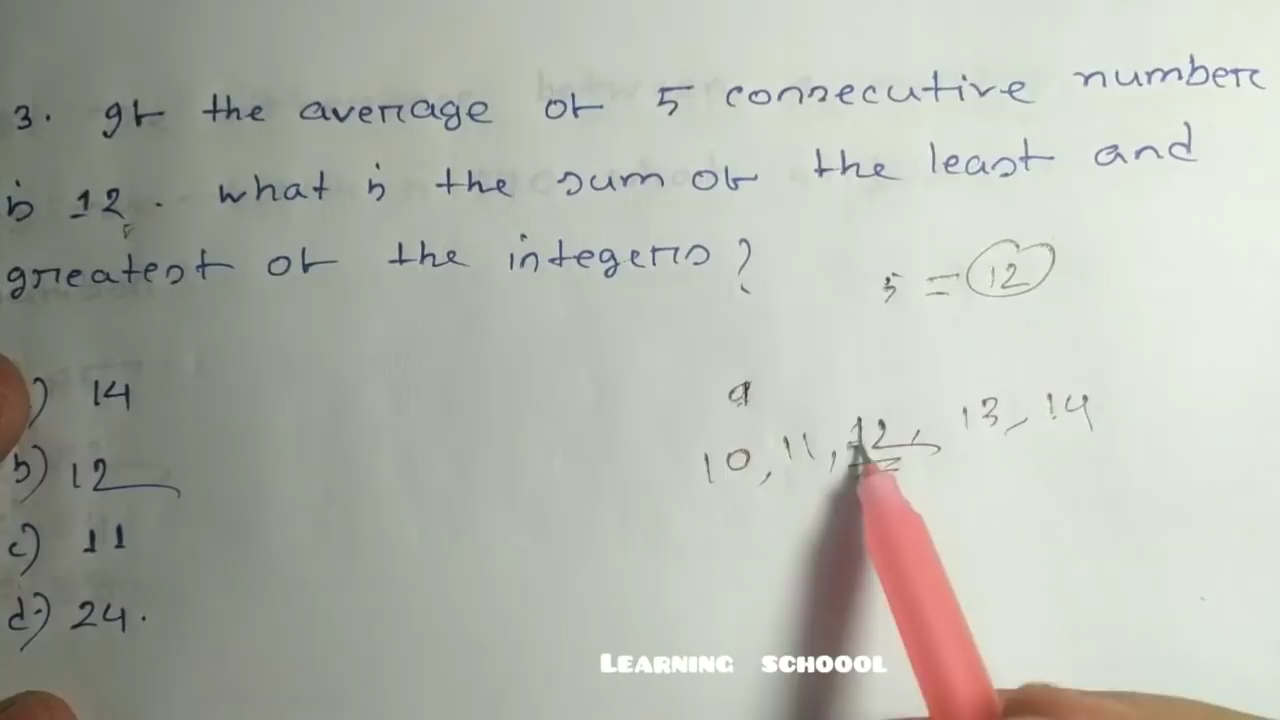 3. If the average of 5 consecutive number
is 12. what is the sum of the least and
greatest of the integers?
5 = 12
) 14
10, 11, 12, 13, 14
b) 12
c) 11
d) 24.
LEARNING SCHOOOL